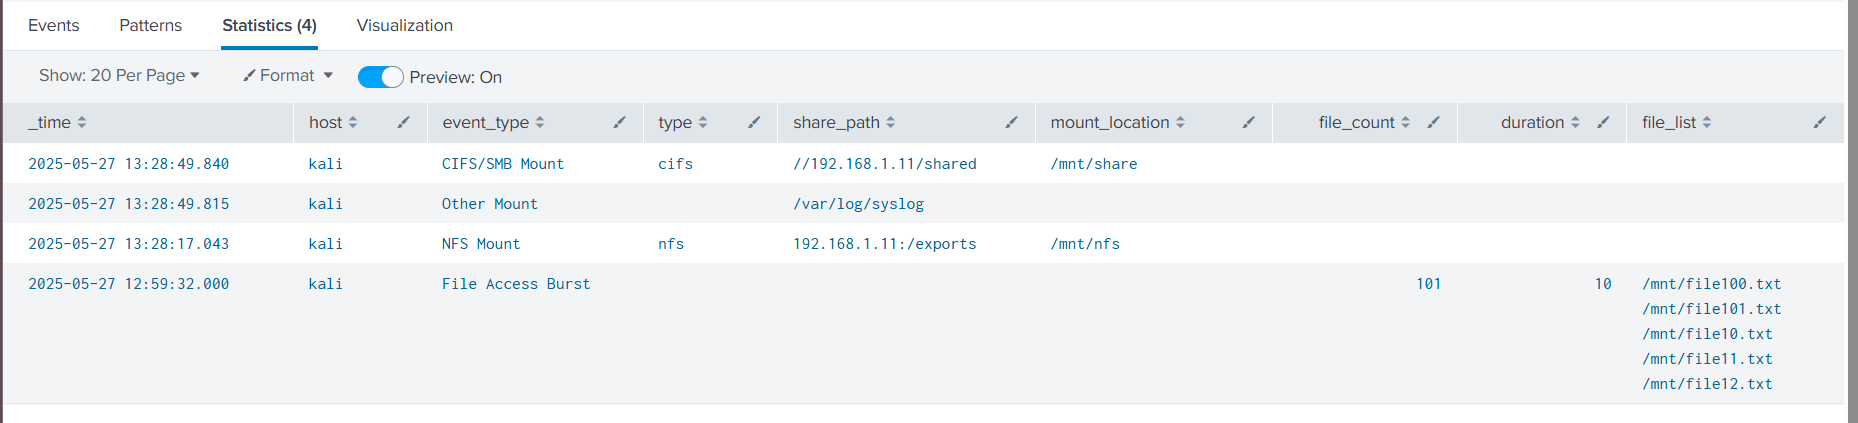 Events Patterns Statistics (4) Visualization
Show: 20 Per Page Format Preview: On
_time host event_type type share_path mount_location file_count duration file_list
2025-05-27 13:28:49.840 kali CIFS/SMB Mount cifs //192.168.1.11/shared /mnt/share
2025-05-27 13:28:49.815 kali Other Mount /var/log/syslog
2025-05-27 13:28:17.043 kali NFS Mount nfs 192.168.1.11:/exports /mnt/nfs
2025-05-27 12:59:32.000 kali File Access Burst 101 10 /mnt/file100.txt
/mnt/file101.txt
/mnt/file10.txt
/mnt/file11.txt
/mnt/file12.txt